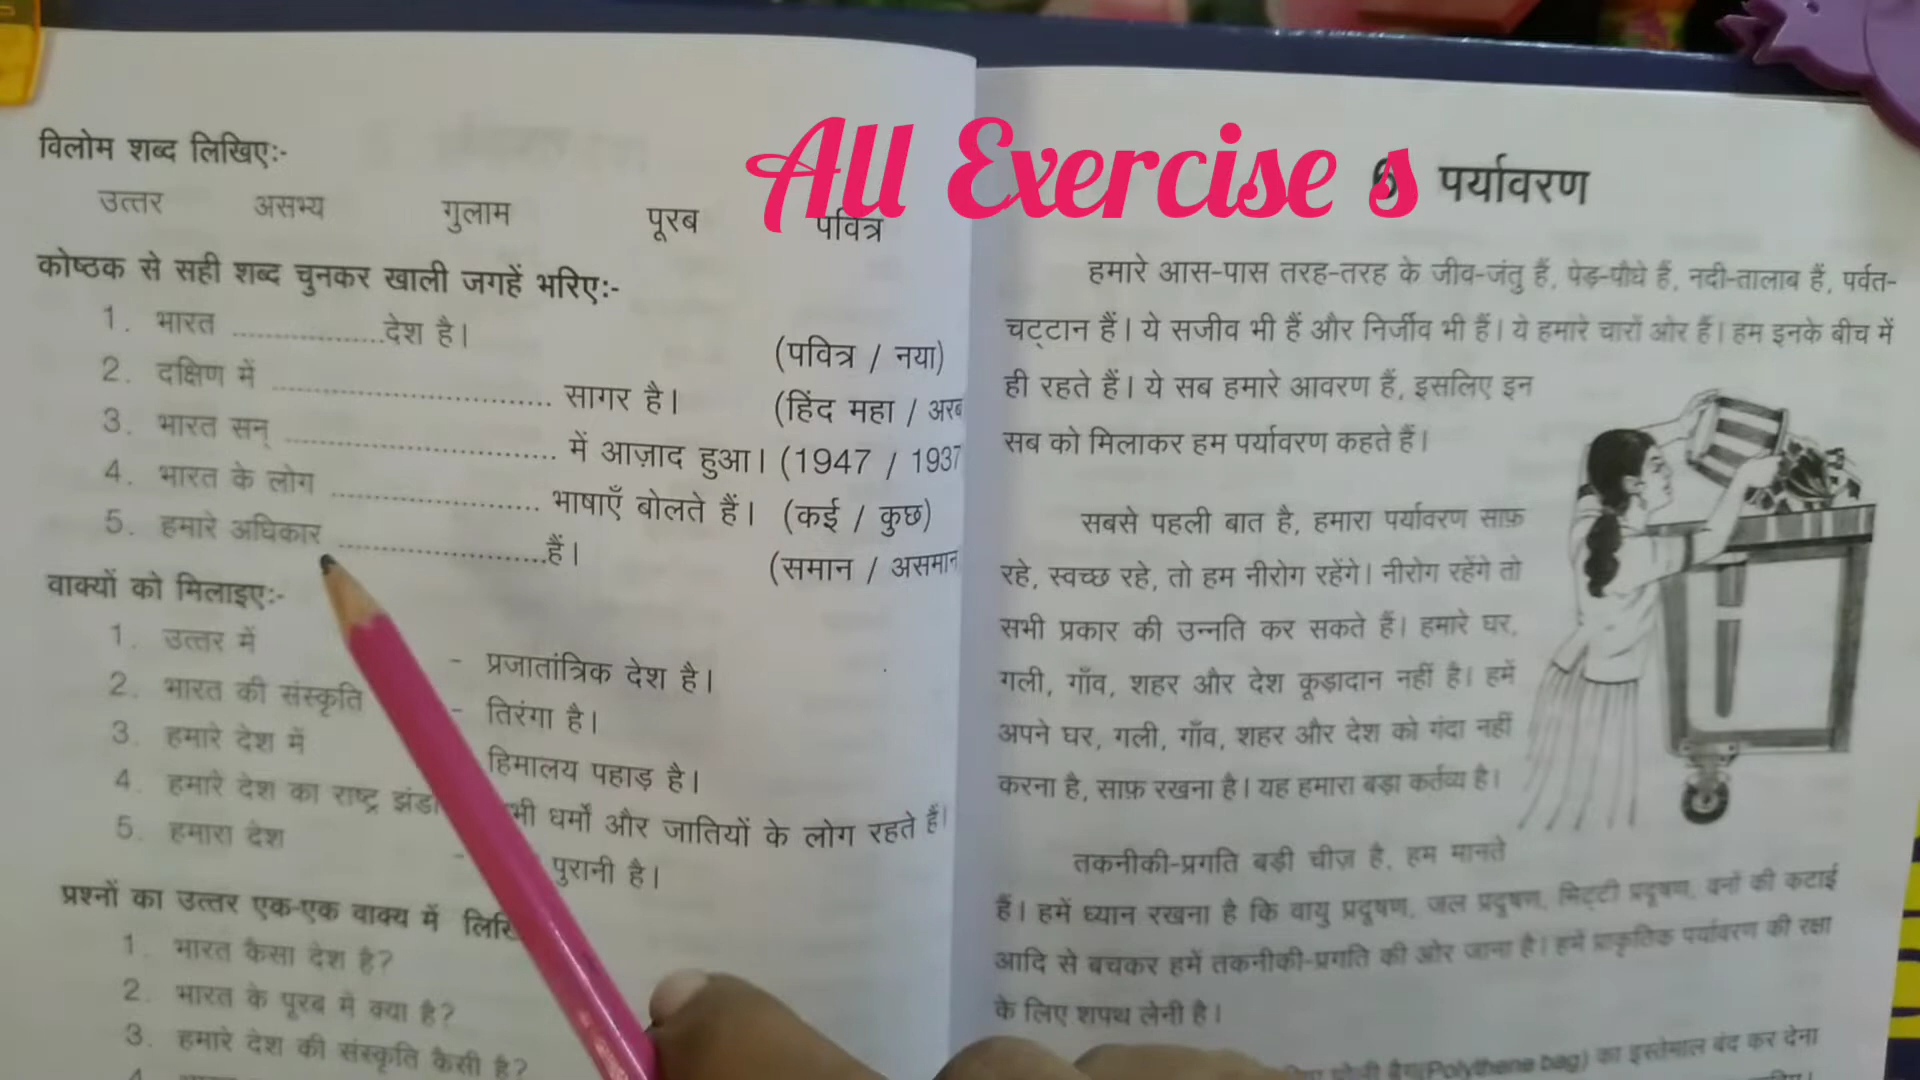 All Exercise s
विलोम शब्द लिखिए:-
उत्तर असभ्य गुलाम पूरब पवित्र
कोष्ठक से सही शब्द चुनकर खाली जगहें भरिए:-
1. भारत ................देश है। (पवित्र / नया)
2. दक्षिण में ............................. सागर है। (हिंद महा / अरब
3. भारत सन् ............................ में आज़ाद हुआ। (1947 / 1937
4. भारत के लोग ...................... भाषाएँ बोलते हैं। (कई / कुछ)
5. हमारे अधिकार ......................हैं। (समान / असमान
वाक्यों को मिलाइए:-
1. उत्तर में - प्रजातांत्रिक देश है।
2. भारत की संस्कृति - तिरंगा है।
3. हमारे देश में हिमालय पहाड़ है।
4. हमारे देश का राष्ट्र झंडा भी धर्मों और जातियों के लोग रहते हैं।
5. हमारा देश - पुरानी है।
प्रश्नों का उत्तर एक-एक वाक्य में
1. भारत कैसा देश है?
2. भारत के पूरब में क्या है?
3. हमारे देश की संस्कृति कैसी है?
पर्यावरण
हमारे आस-पास तरह-तरह के जीव-जंतु हैं, पेड़-पौधे हैं, नदी-तालाब हैं, पर्वत-
चट्टान हैं। ये सजीव भी हैं और निर्जीव भी हैं। ये हमारे चारों ओर हैं। हम इनके बीच में
ही रहते हैं। ये सब हमारे आवरण हैं, इसलिए इन
सब को मिलाकर हम पर्यावरण कहते हैं।
सबसे पहली बात है, हमारा पर्यावरण साफ़
रहे, स्वच्छ रहे, तो हम नीरोग रहेंगे। नीरोग रहेंगे तो
सभी प्रकार की उन्नति कर सकते हैं। हमारे घर,
गली, गाँव, शहर और देश कूड़ादान नहीं है। हमें
अपने घर, गली, गाँव, शहर और देश को गंदा नहीं
करना है, साफ़ रखना है। यह हमारा बड़ा कर्तव्य है।
तकनीकी-प्रगति बड़ी चीज़ है, हम मानते
हैं। हमें ध्यान रखना है कि वायु प्रदूषण, जल प्रदूषण, मिट्टी प्रदूषण, वनों की कटाई
आदि से बचकर हमें तकनीकी-प्रगति की ओर जाना है। हमें प्राकृतिक पर्यावरण की रक्षा
के लिए शपथ लेनी है।
(Polythene bag) का इस्तेमाल बंद कर देना